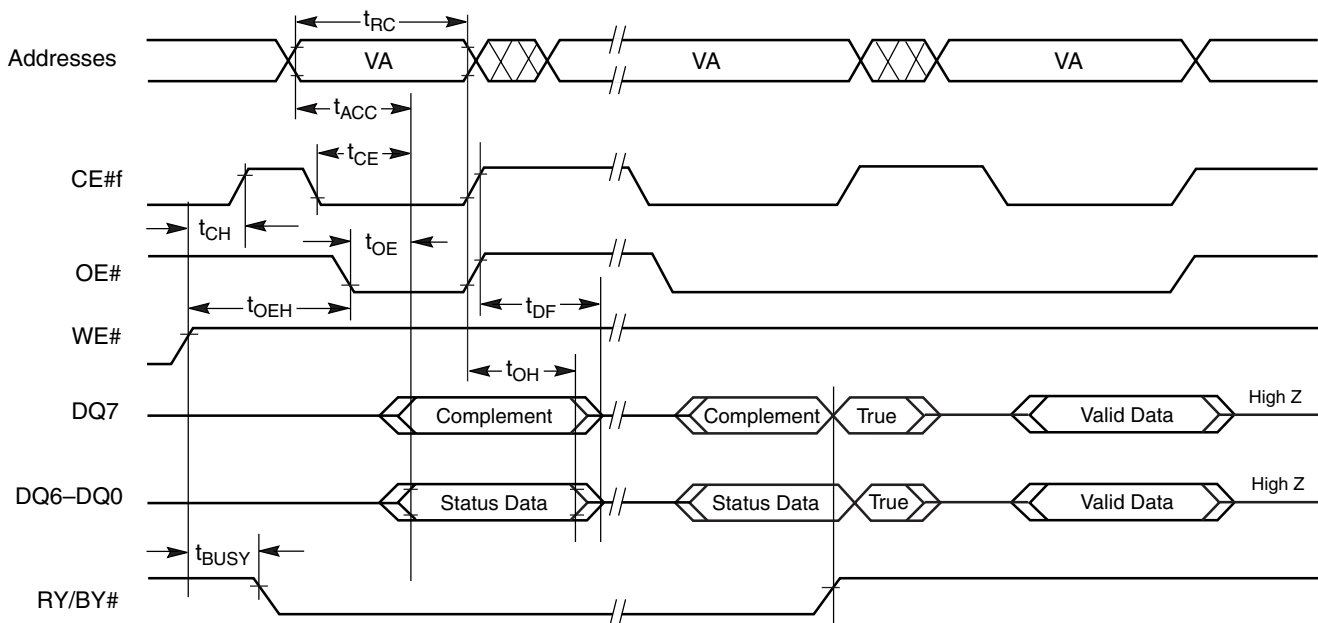 tRC
Addresses VA VA VA
tACC
tCE
CE#f
tCH tOE
OE#
tOEH tDF
WE#
tOH
DQ7 Complement Complement True Valid Data High Z
DQ6–DQ0 Status Data Status Data True Valid Data High Z
tBUSY
RY/BY#